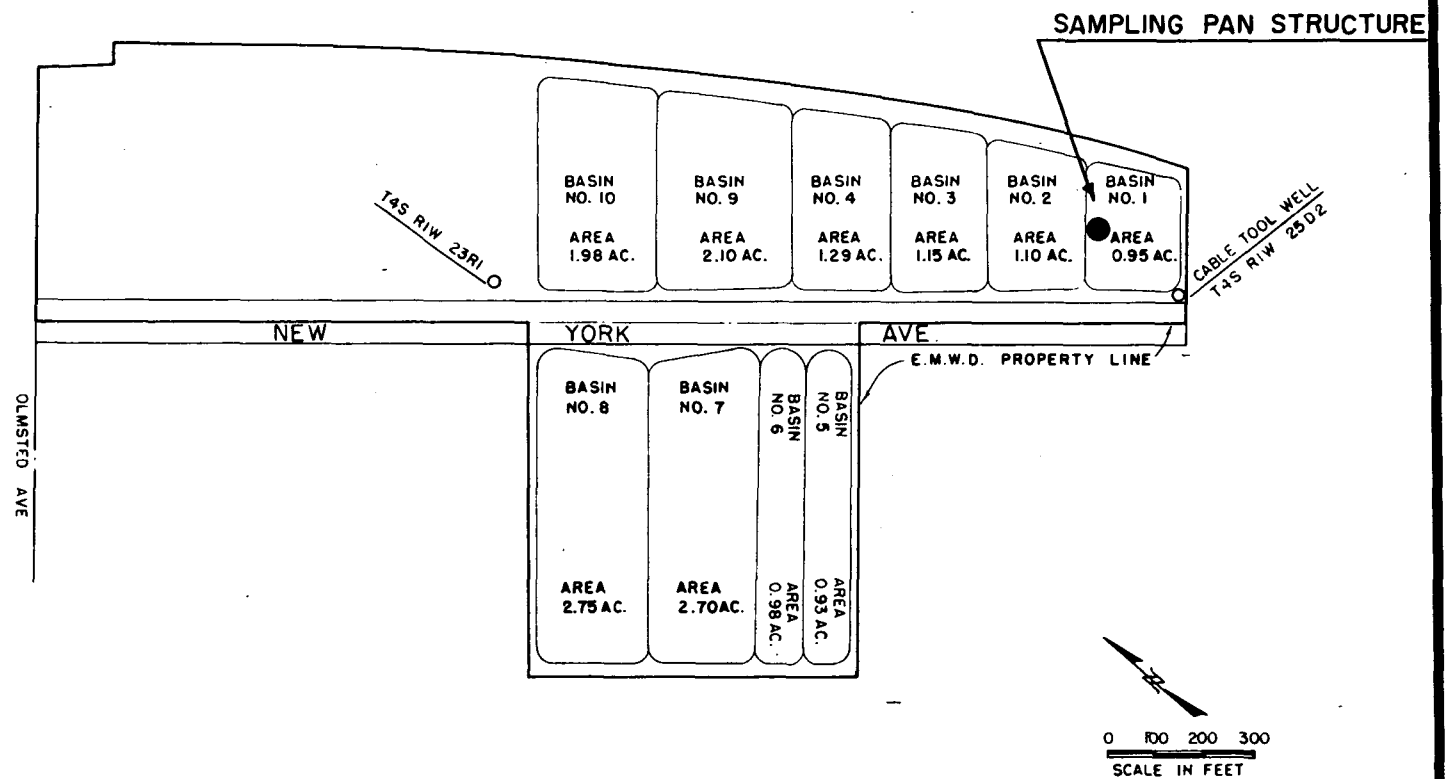 SAMPLING PAN STRUCTURE
BASIN
NO. 10
AREA
1.98 AC.
BASIN
NO. 9
AREA
2.10 AC.
BASIN
NO. 4
AREA
1.29 AC.
BASIN
NO. 3
AREA
1.15 AC.
BASIN
NO. 2
AREA
1.10 AC.
BASIN
NO. 1
AREA
0.95 AC.
T4S R1W 23R1
CABLE TOOL WELL
T4S R1W 25D2
NEW YORK AVE.
E.M.W.D. PROPERTY LINE
OLMSTED AVE
BASIN
NO. 8
AREA
2.75 AC.
BASIN
NO. 7
AREA
2.70 AC.
BASIN
NO. 6
AREA
0.98 AC.
BASIN
NO. 5
AREA
0.93 AC.
N
0 100 200 300
SCALE IN FEET